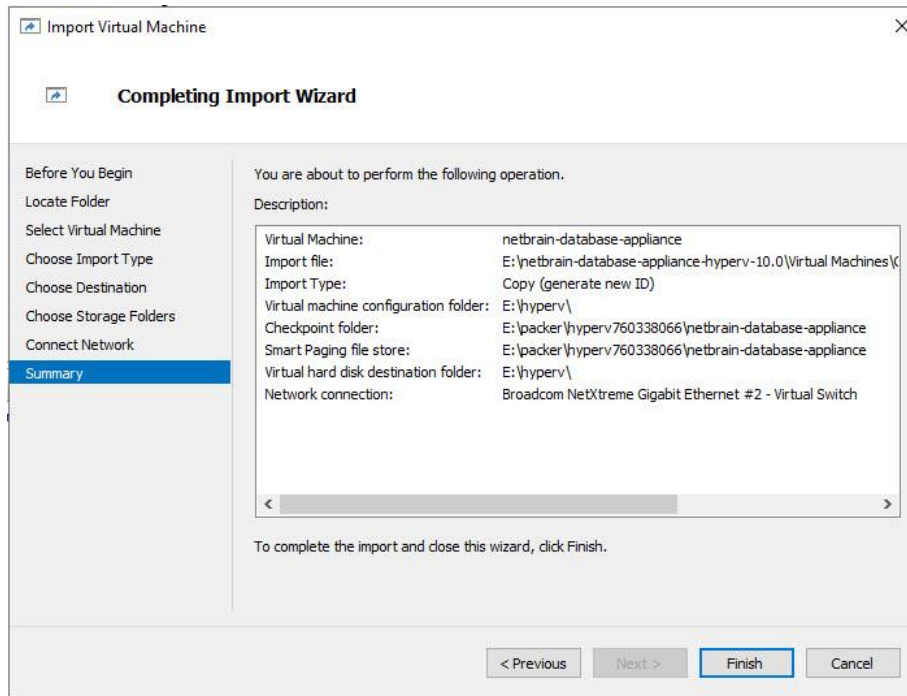 Import Virtual Machine
Completing Import Wizard
Before You Begin
Locate Folder
Select Virtual Machine
Choose Import Type
Choose Destination
Choose Storage Folders
Connect Network
Summary
You are about to perform the following operation.
Description:
Virtual Machine: netbrain-database-appliance
Import file: E:\netbrain-database-appliance-hyperv-10.0\Virtual Machines\
Import Type: Copy (generate new ID)
Virtual machine configuration folder: E:\hyperv\
Checkpoint folder: E:\packer\hyperv760338066\netbrain-database-appliance
Smart Paging file store: E:\packer\hyperv760338066\netbrain-database-appliance
Virtual hard disk destination folder: E:\hyperv\
Network connection: Broadcom NetXtreme Gigabit Ethernet #2 - Virtual Switch
To complete the import and close this wizard, click Finish.
< Previous Next > Finish Cancel